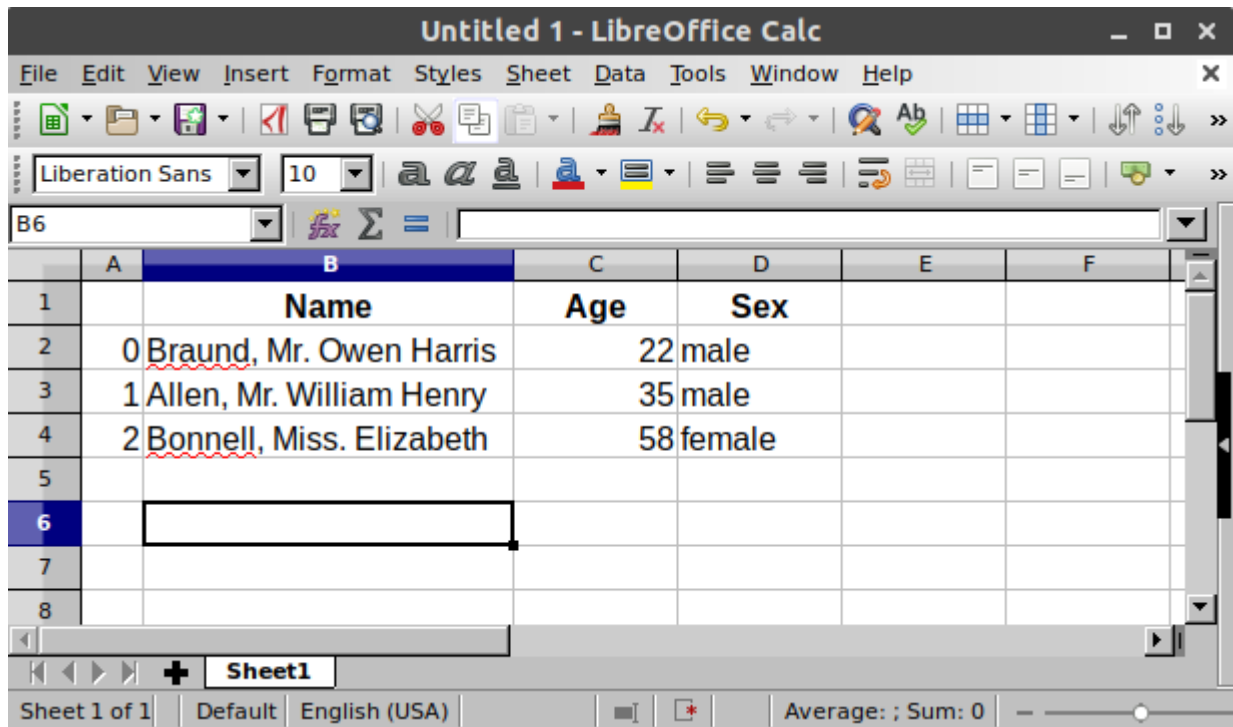 Untitled 1 - LibreOffice Calc
File Edit View Insert Format Styles Sheet Data Tools Window Help
Liberation Sans 10
B6
A B C D E F
1 Name Age Sex
2 0 Braund, Mr. Owen Harris 22 male
3 1 Allen, Mr. William Henry 35 male
4 2 Bonnell, Miss. Elizabeth 58 female
5
6
7
8
Sheet1
Sheet 1 of 1 Default English (USA) Average: ; Sum: 0